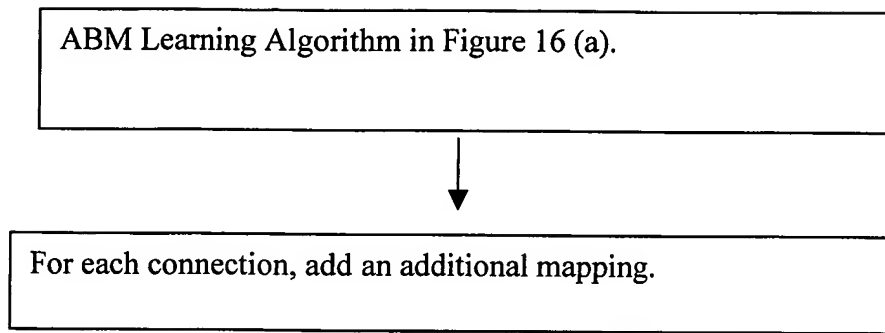 ABM Learning Algorithm in Figure 16 (a).
For each connection, add an additional mapping.